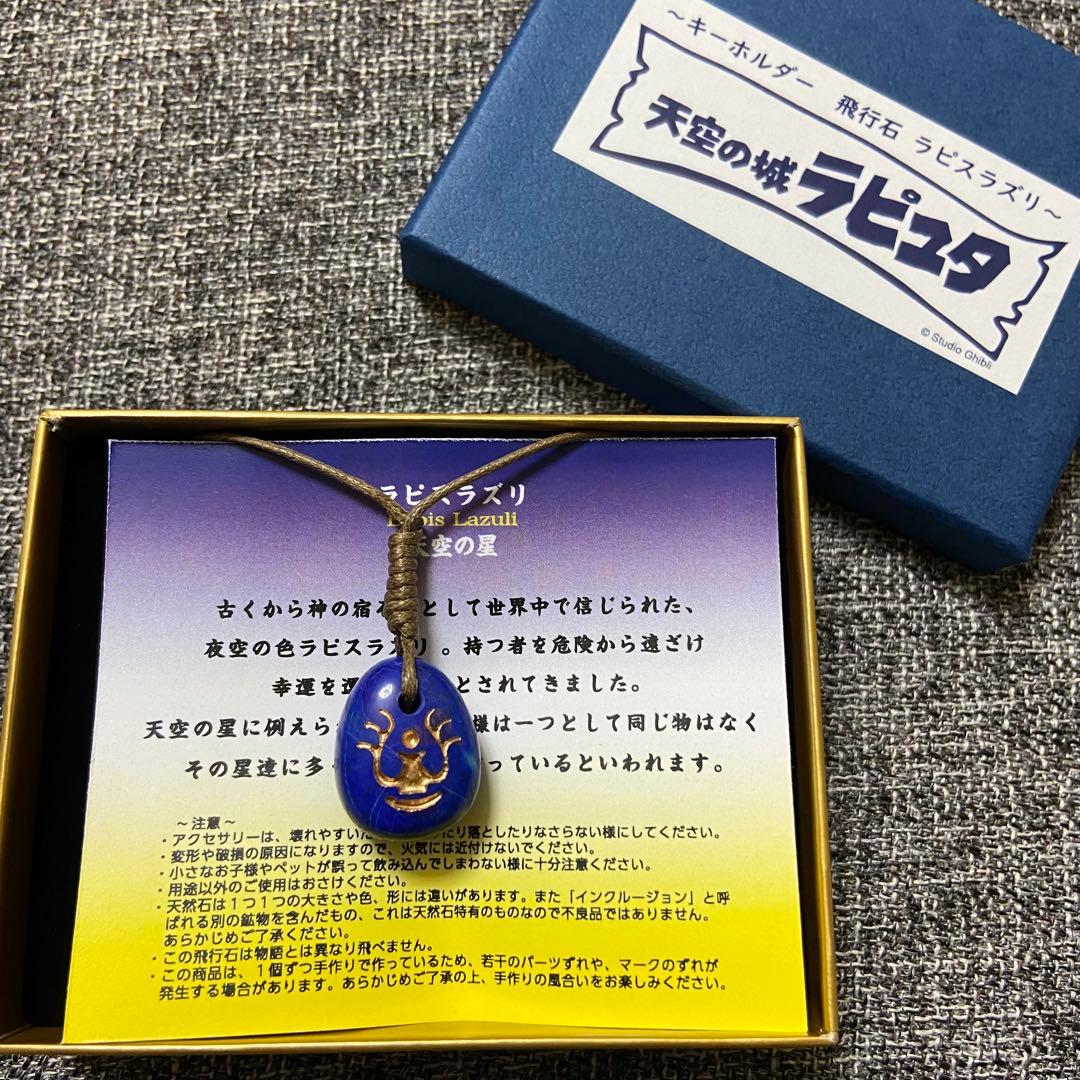 ～キーホルダー 飛行石 ラピスラズリ～
天空の城ラピュタ
© Studio Ghibli
ラピスラズリ
Lapis Lazuli
天空の星
古くから神の宿る として世界中で信じられた、
夜空の色ラピスラズリ 。持つ者を危険から遠ざけ
幸運を とされてきました。
天空の星に例えら 様は一つとして同じ物はなく
その星達に多 っているといわれます。
～注意～
・アクセサリーは、壊れやすいた たり落としたりなさらない様にしてください。
・変形や破損の原因になりますので、火気には近付けないでください。
・小さなお子様やペットが誤って飲み込んでしまわない様に十分注意ください。
・用途以外のご使用はおさけください。
・天然石は１つ１つの大きさや色、形には違いがあります。また「インクルージョン」と呼
ばれる別の鉱物を含んだもの、これは天然石特有のものなので不良品ではありません。
あらかじめご了承ください。
・この飛行石は物語とは異なり飛べません。
・この商品は、１個ずつ手作りで作っているため、若干のパーツずれや、マークのずれが
発生する場合があります。あらかじめご了承の上、手作りの風合いをお楽しみください。